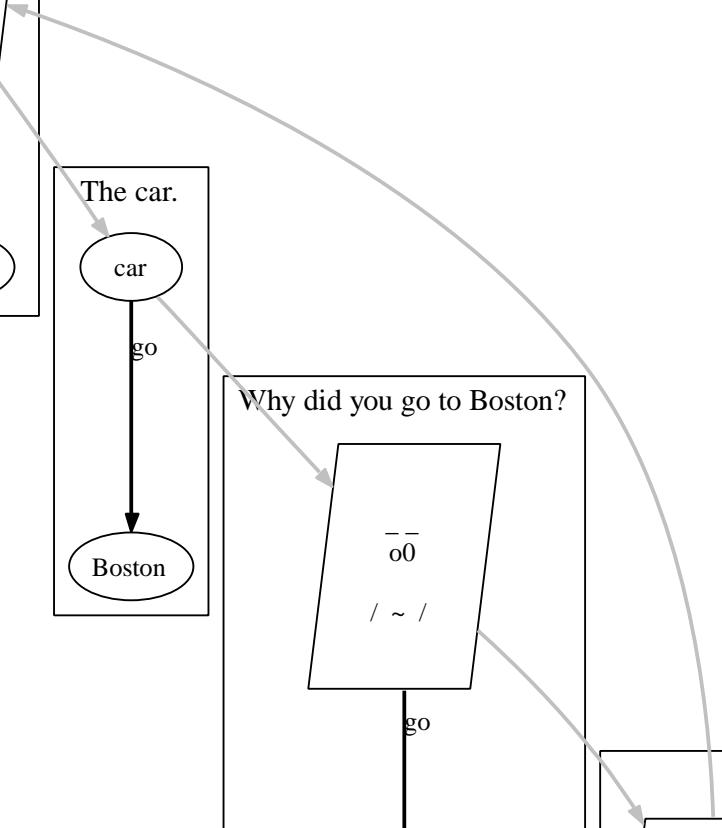 The car.
car
go
Boston
Why did you go to Boston?
_ _
o0
/ ~ /
go